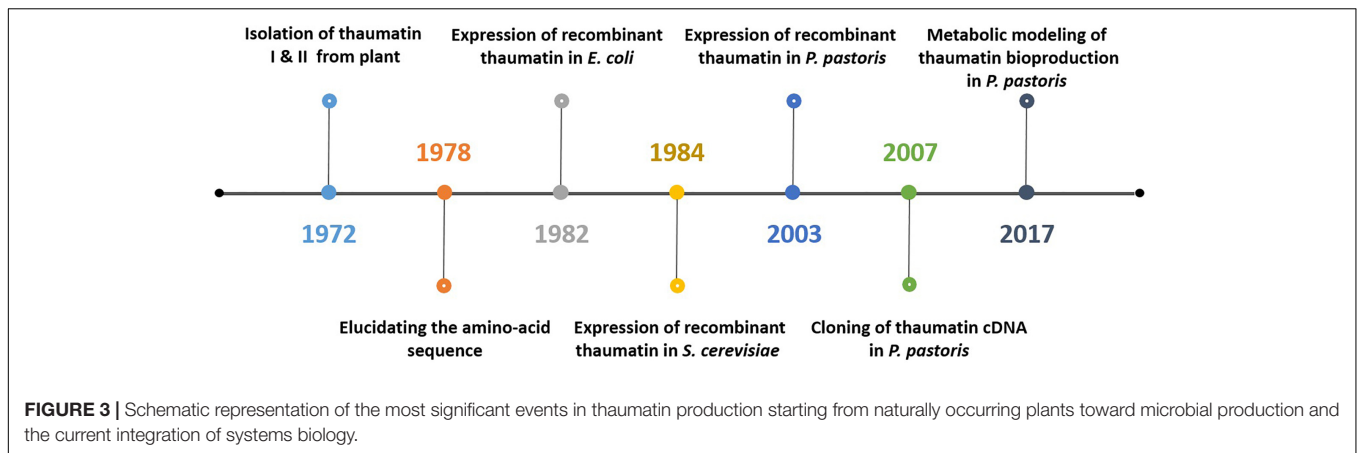 Isolation of thaumatin
I & II from plant
Expression of recombinant
thaumatin in E. coli
Expression of recombinant
thaumatin in P. pastoris
Metabolic modeling of
thaumatin bioproduction
in P. pastoris
1978
1984
2007
1972
1982
2003
2017
Elucidating the amino-acid
sequence
Expression of recombinant
thaumatin in S. cerevisiae
Cloning of thaumatin cDNA
in P. pastoris
FIGURE 3 | Schematic representation of the most significant events in thaumatin production starting from naturally occurring plants toward microbial production and
the current integration of systems biology.